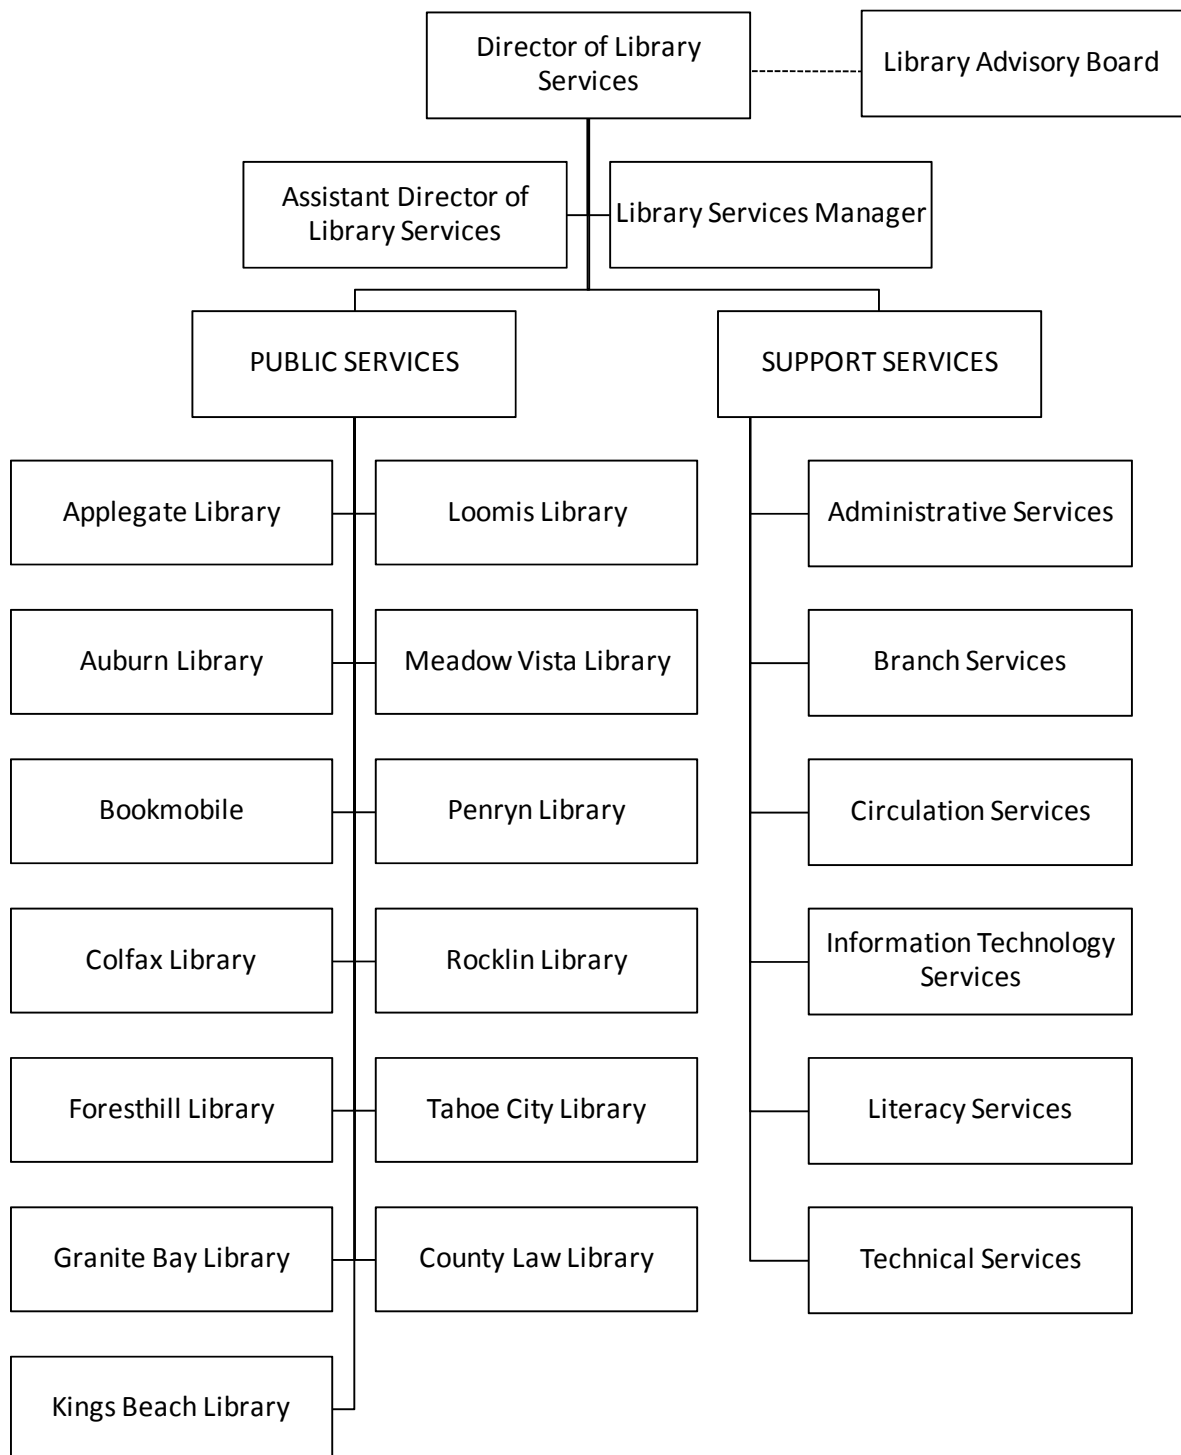 Director of Library
Services
Library Advisory Board
Assistant Director of
Library Services
Library Services Manager
PUBLIC SERVICES
SUPPORT SERVICES
Applegate Library
Loomis Library
Administrative Services
Auburn Library
Meadow Vista Library
Branch Services
Bookmobile
Penryn Library
Circulation Services
Colfax Library
Rocklin Library
Information Technology
Services
Foresthill Library
Tahoe City Library
Literacy Services
Granite Bay Library
County Law Library
Technical Services
Kings Beach Library